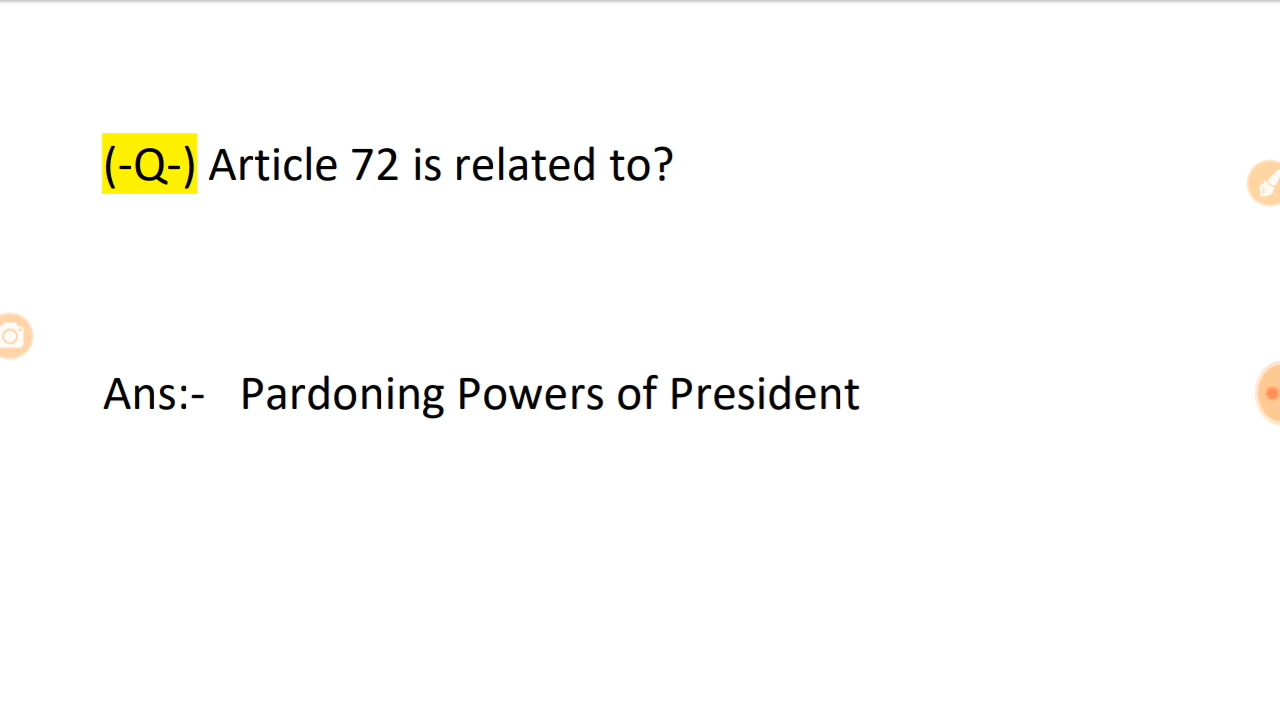 (-Q-) Article 72 is related to?
Ans:- Pardoning Powers of President